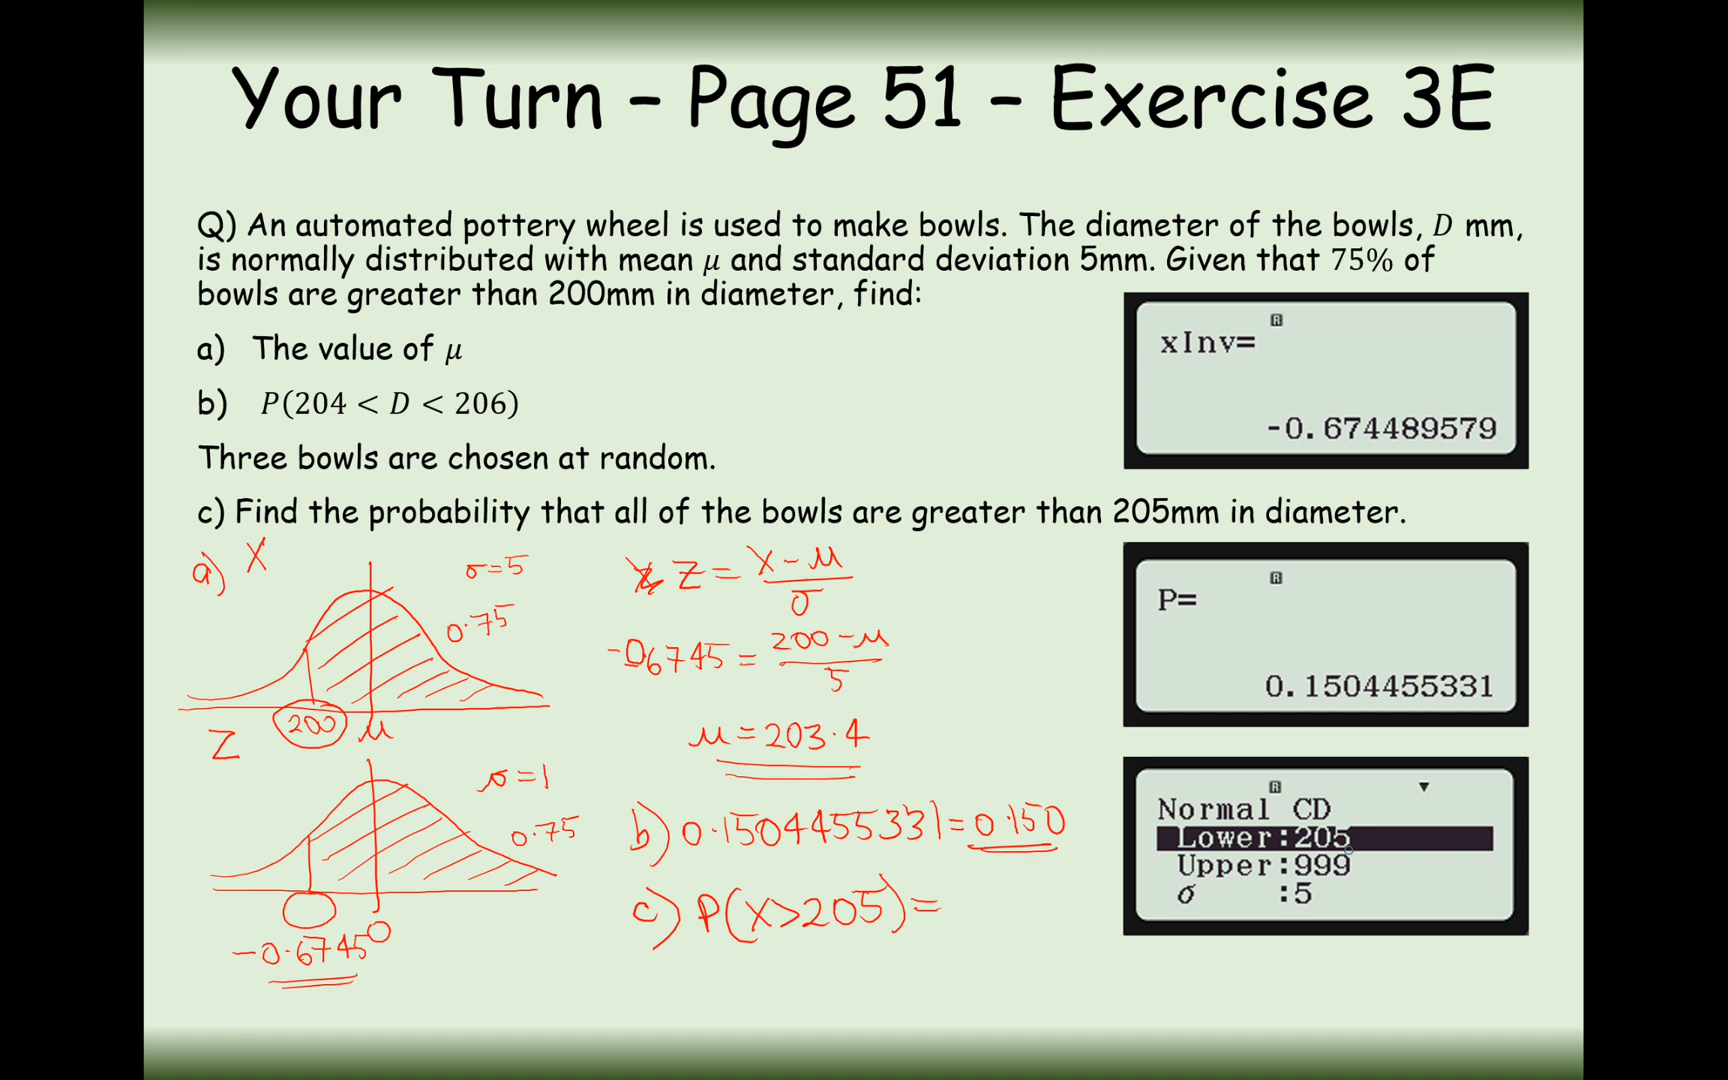 Your Turn – Page 51 – Exercise 3E
Q) An automated pottery wheel is used to make bowls. The diameter of the bowls, D mm,
is normally distributed with mean μ and standard deviation 5mm. Given that 75% of
bowls are greater than 200mm in diameter, find:
a) The value of μ
b) P(204 < D < 206)
Three bowls are chosen at random.
c) Find the probability that all of the bowls are greater than 205mm in diameter.
R
xInv=
-0.674489579
R
P=
0.1504455331
R ▼
Normal CD
Lower:205
Upper:999
σ :5
a) X
σ=5
0.75
200 μ
Z
σ=1
0.75
0
-0.6745
Z = X-μ/σ
-0.6745 = 200-μ/5
μ = 203.4
b) 0.1504455331 = 0.150
c) P(X>205) =